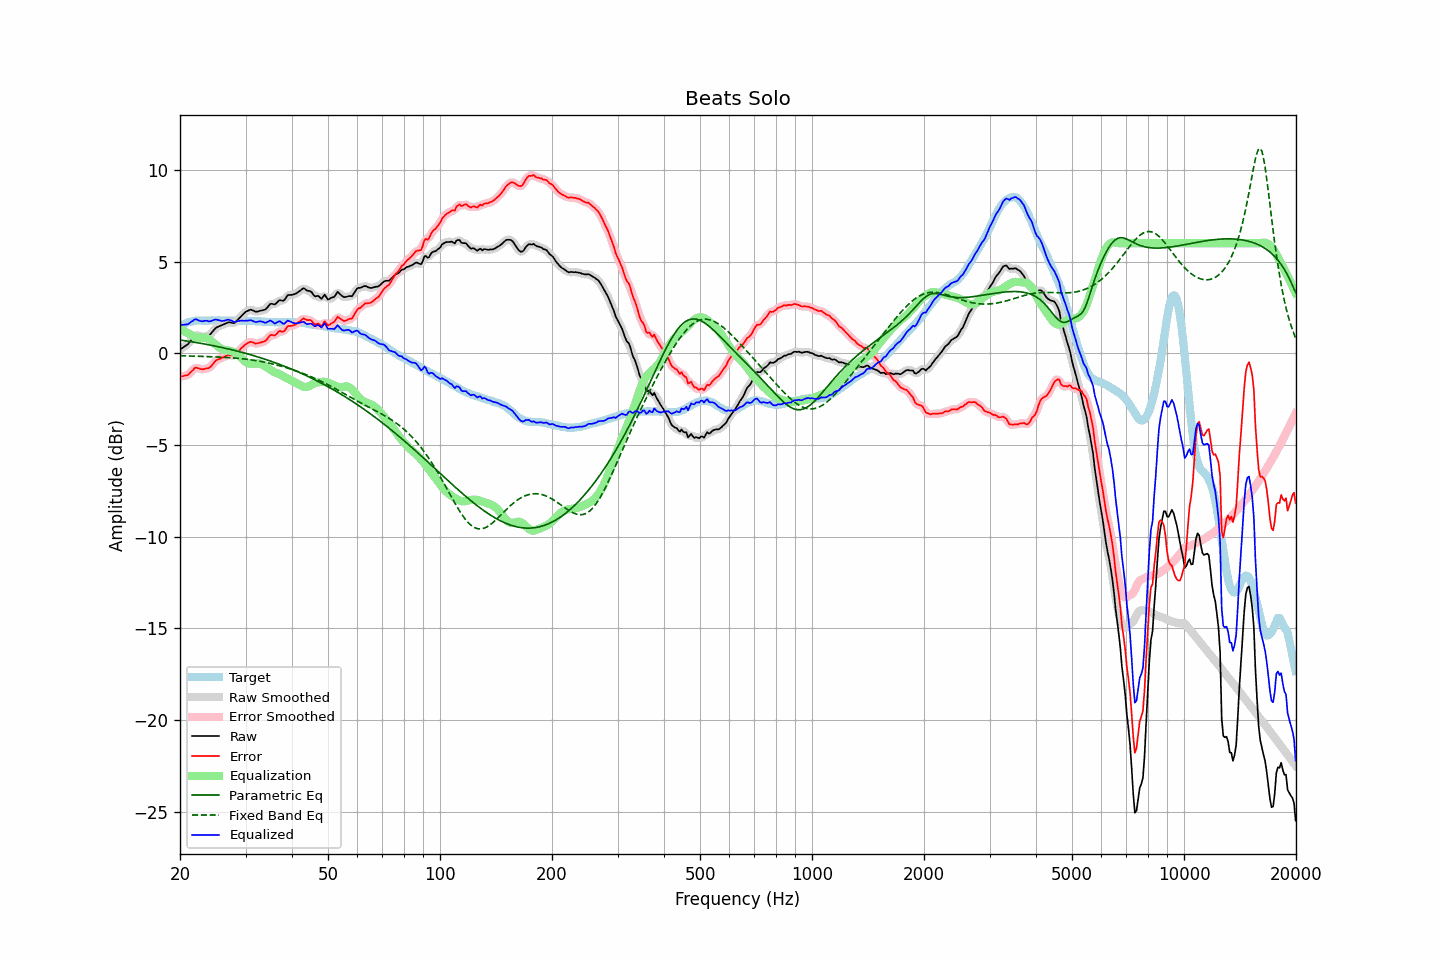 Beats Solo
Amplitude (dBr)
10
5
0
−5
−10
−15
−20
−25
Target
Raw Smoothed
Error Smoothed
Raw
Error
Equalization
Parametric Eq
Fixed Band Eq
Equalized
20 50 100 200 500 1000 2000 5000 10000 20000
Frequency (Hz)